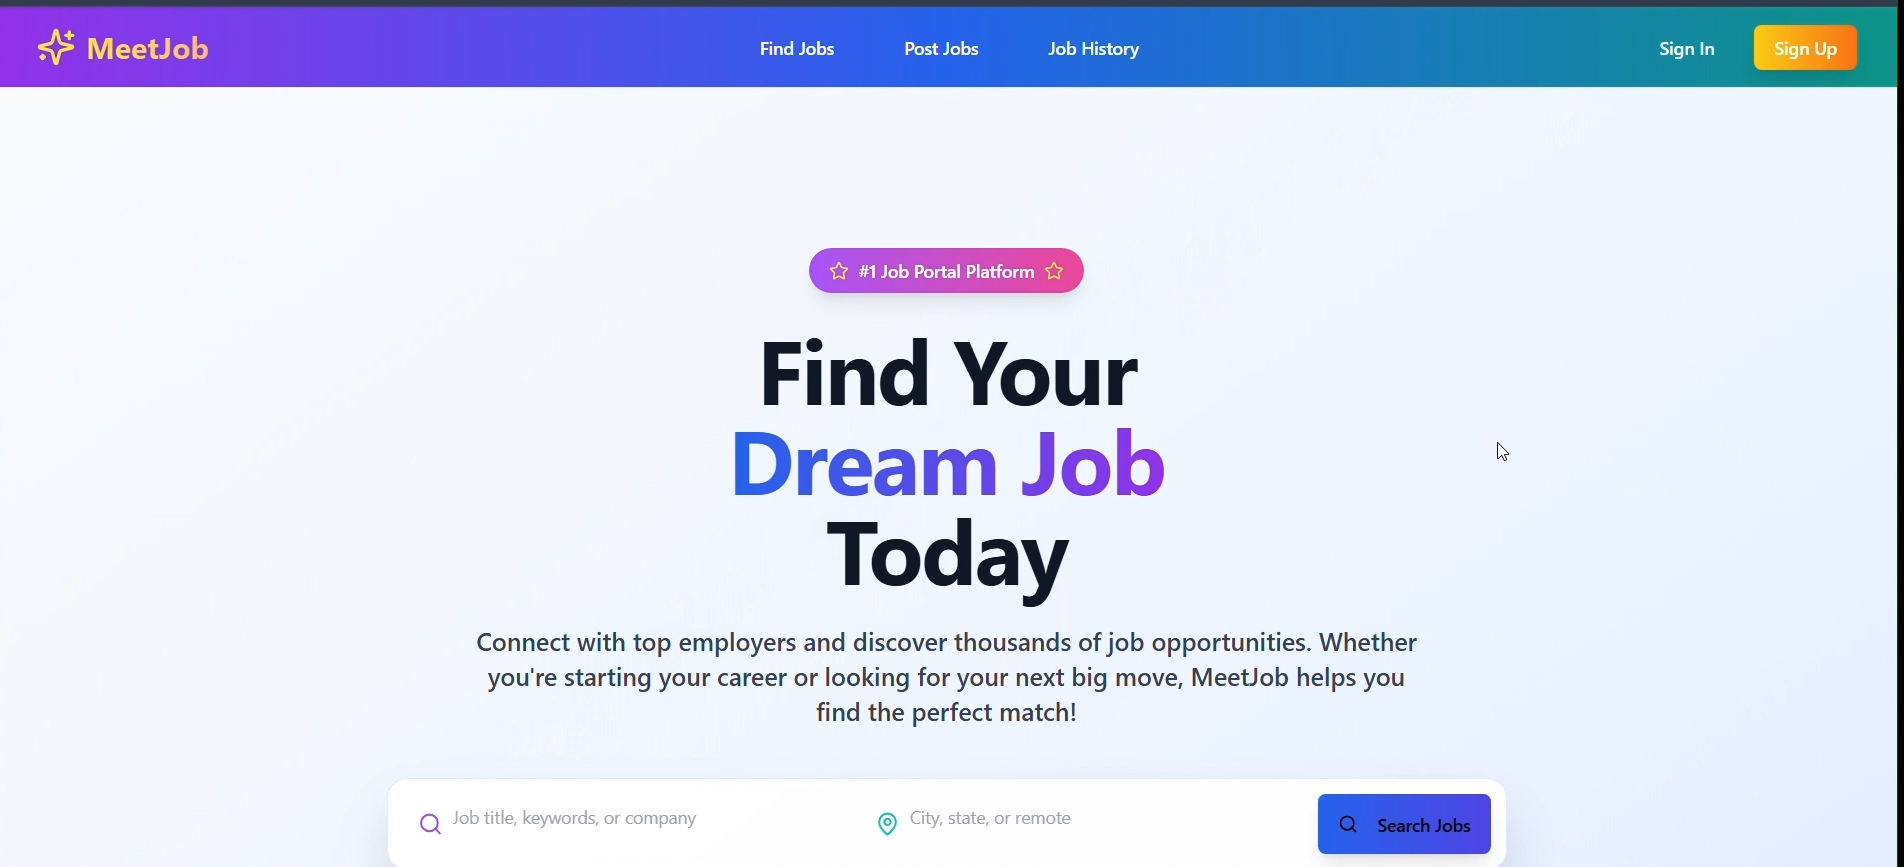 MeetJob
Find Jobs
Post Jobs
Job History
Sign In
Sign Up
#1 Job Portal Platform
Find Your
Dream Job
Today
Connect with top employers and discover thousands of job opportunities. Whether
you're starting your career or looking for your next big move, MeetJob helps you
find the perfect match!
Job title, keywords, or company
City, state, or remote
Search Jobs